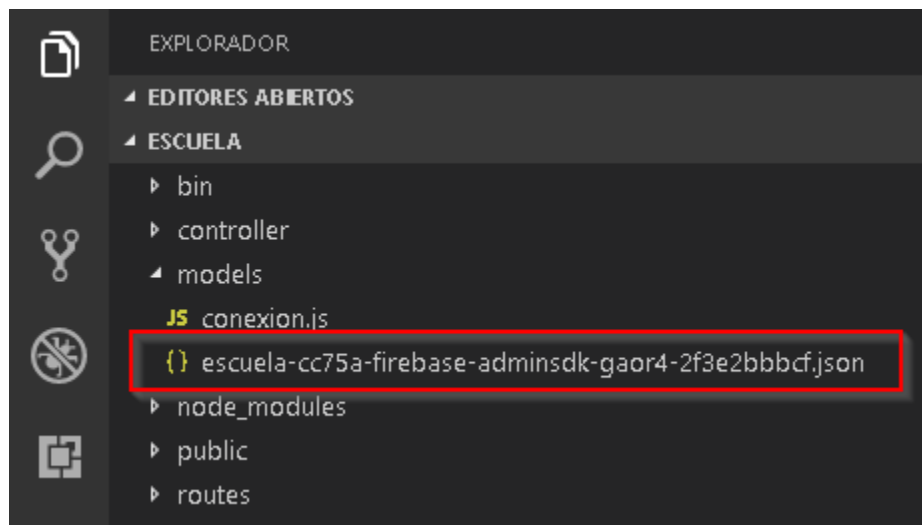 EXPLORADOR
EDITORES ABIERTOS
ESCUELA
bin
controller
models
JS conexion.js
{} escuela-cc75a-firebase-adminsdk-gaor4-2f3e2bbbcf.json
node_modules
public
routes